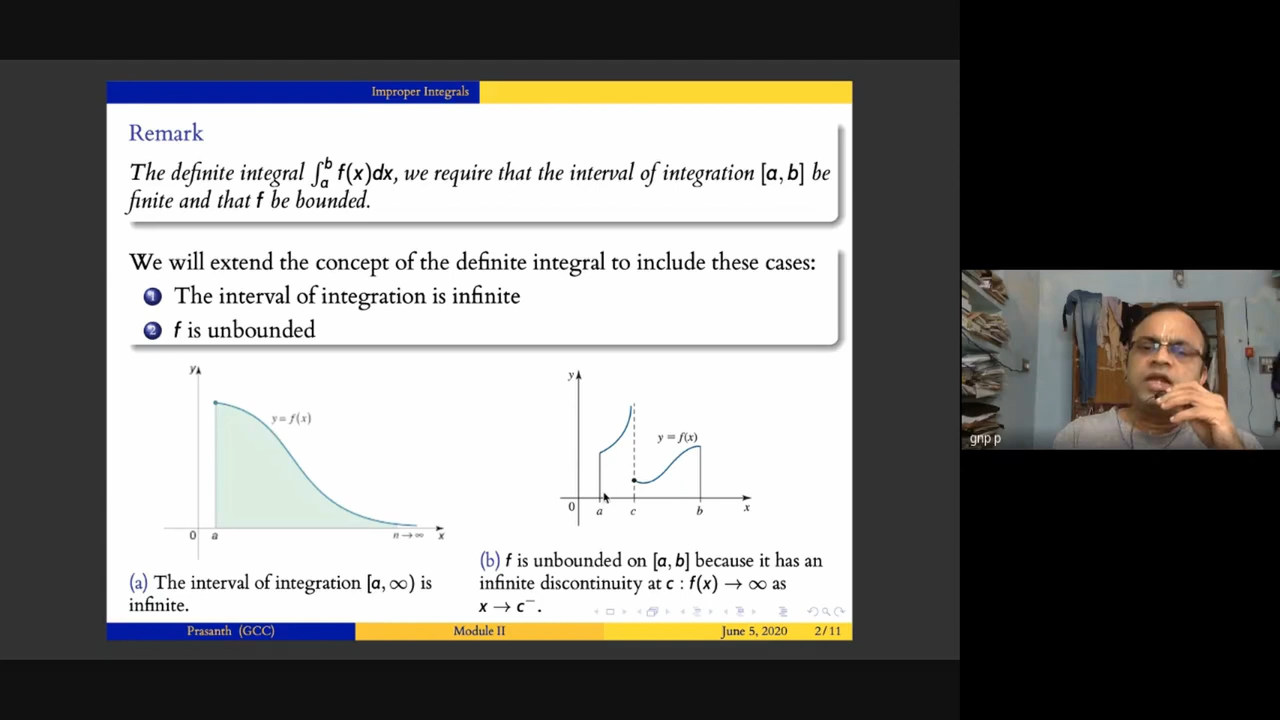 Improper Integrals
Remark
The definite integral ∫ₐᵇ f(x)dx, we require that the interval of integration [a, b] be
finite and that f be bounded.
We will extend the concept of the definite integral to include these cases:
1 The interval of integration is infinite
2 f is unbounded
y
y = f(x)
0 a n → ∞ x
(a) The interval of integration [a, ∞) is
infinite.
y
y = f(x)
0 a c b x
(b) f is unbounded on [a, b] because it has an
infinite discontinuity at c : f(x) → ∞ as
x → c⁻.
Prasanth (GCC) Module II June 5, 2020 2/11
gnp p